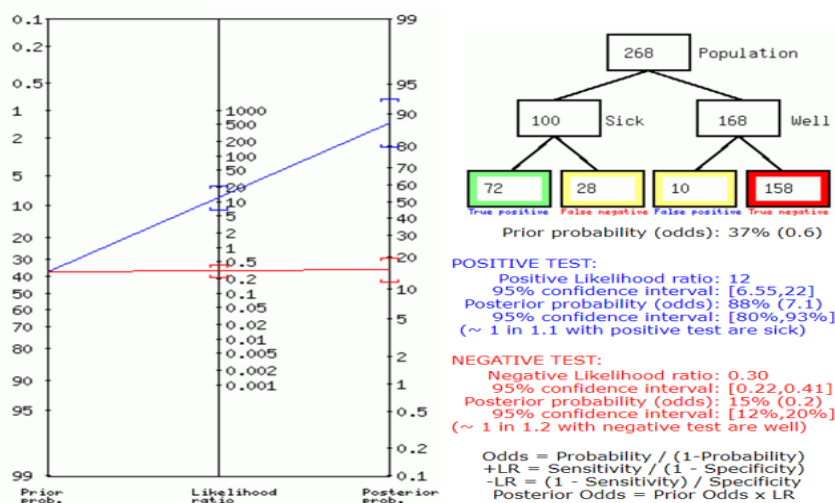 0.1
0.2
0.5
1
2
5
10
20
30
40
50
60
70
80
90
95
99
Prior
prob.
1000
500
200
100
50
20
10
5
2
1
0.5
0.2
0.1
0.05
0.02
0.01
0.005
0.002
0.001
Likelihood
ratio
99
95
90
80
70
60
50
40
30
20
10
5
2
1
0.5
0.2
0.1
Posterior
prob.
268 Population
100 Sick 168 Well
72 28 10 158
True positive False negative False positive True negative
Prior probability (odds): 37% (0.6)
POSITIVE TEST:
Positive Likelihood ratio: 12
95% confidence interval: [6.55,22]
Posterior probability (odds): 88% (7.1)
95% confidence interval: [80%,93%]
(~ 1 in 1.1 with positive test are sick)
NEGATIVE TEST:
Negative Likelihood ratio: 0.30
95% confidence interval: [0.22,0.41]
Posterior probability (odds): 15% (0.2)
95% confidence interval: [12%,20%]
(~ 1 in 1.2 with negative test are well)
Odds = Probability / (1-Probability)
+LR = Sensitivity / (1 - Specificity)
-LR = (1 - Sensitivity) / Specificity
Posterior Odds = Prior Odds x LR